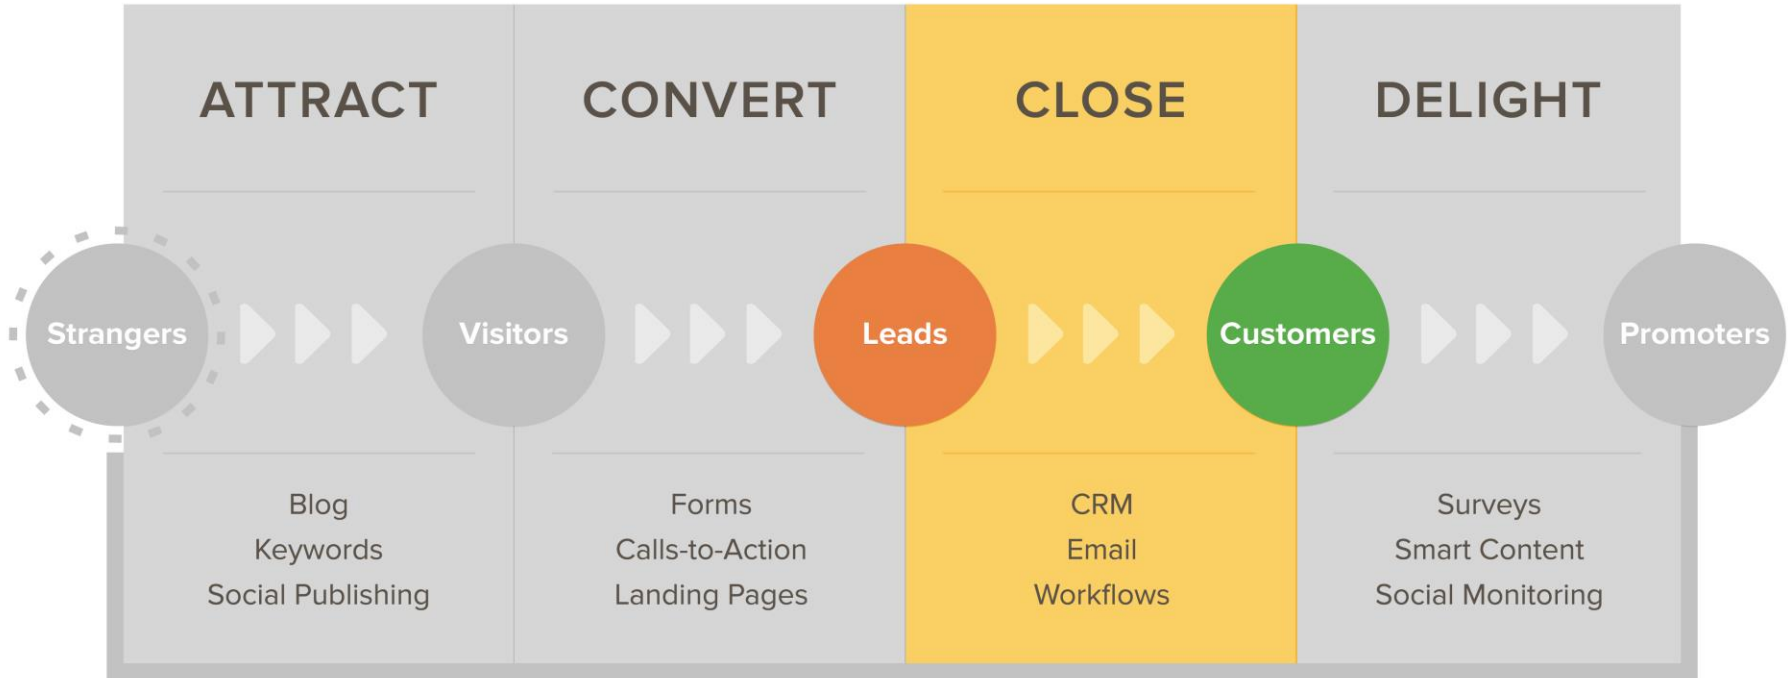 ATTRACT
CONVERT
CLOSE
DELIGHT
Strangers
Visitors
Leads
Customers
Promoters
Blog
Keywords
Social Publishing
Forms
Calls-to-Action
Landing Pages
CRM
Email
Workflows
Surveys
Smart Content
Social Monitoring